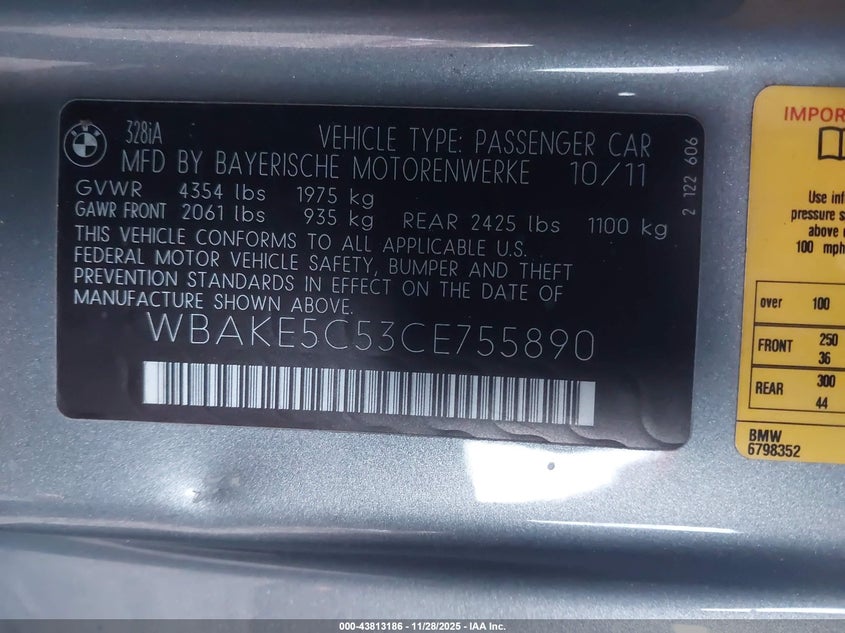 BMW
328iA VEHICLE TYPE: PASSENGER CAR
MFD BY BAYERISCHE MOTORENWERKE 10/11
GVWR 4354 lbs 1975 kg
GAWR FRONT 2061 lbs 935 kg REAR 2425 lbs 1100 kg
THIS VEHICLE CONFORMS TO ALL APPLICABLE U.S.
FEDERAL MOTOR VEHICLE SAFETY, BUMPER AND THEFT
PREVENTION STANDARDS IN EFFECT ON THE DATE OF
MANUFACTURE SHOWN ABOVE.
WBAKE5C53CE755890
2 122 606
IMPOR
Use in
pressure s
above
100 mph
over 100
FRONT 250
36
REAR 300
44
BMW
6798352
000-43813186 - 11/28/2025 - IAA Inc.